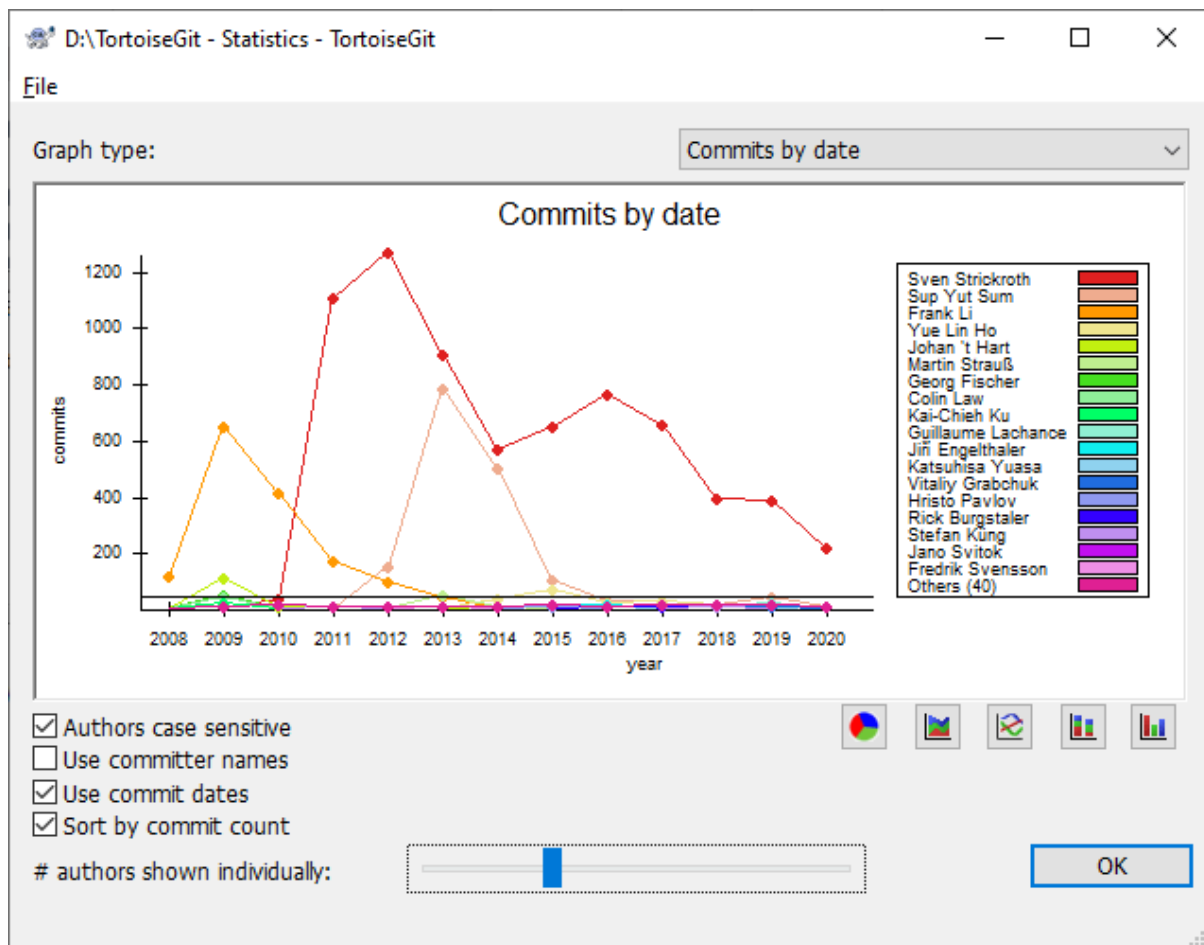 D:\TortoiseGit - Statistics - TortoiseGit
File
Graph type:
Commits by date
Commits by date
commits
1200
1000
800
600
400
200
2008 2009 2010 2011 2012 2013 2014 2015 2016 2017 2018 2019 2020
year
Sven Strickroth
Sup Yut Sum
Frank Li
Yue Lin Ho
Johan `t Hart
Martin Strauß
Georg Fischer
Colin Law
Kai-Chieh Ku
Guillaume Lachance
Jiří Engelthaler
Katsuhisa Yuasa
Vitaliy Grabchuk
Hristo Pavlov
Rick Burgstaler
Stefan Küng
Jano Svitok
Fredrik Svensson
Others (40)
Authors case sensitive
Use committer names
Use commit dates
Sort by commit count
# authors shown individually:
OK